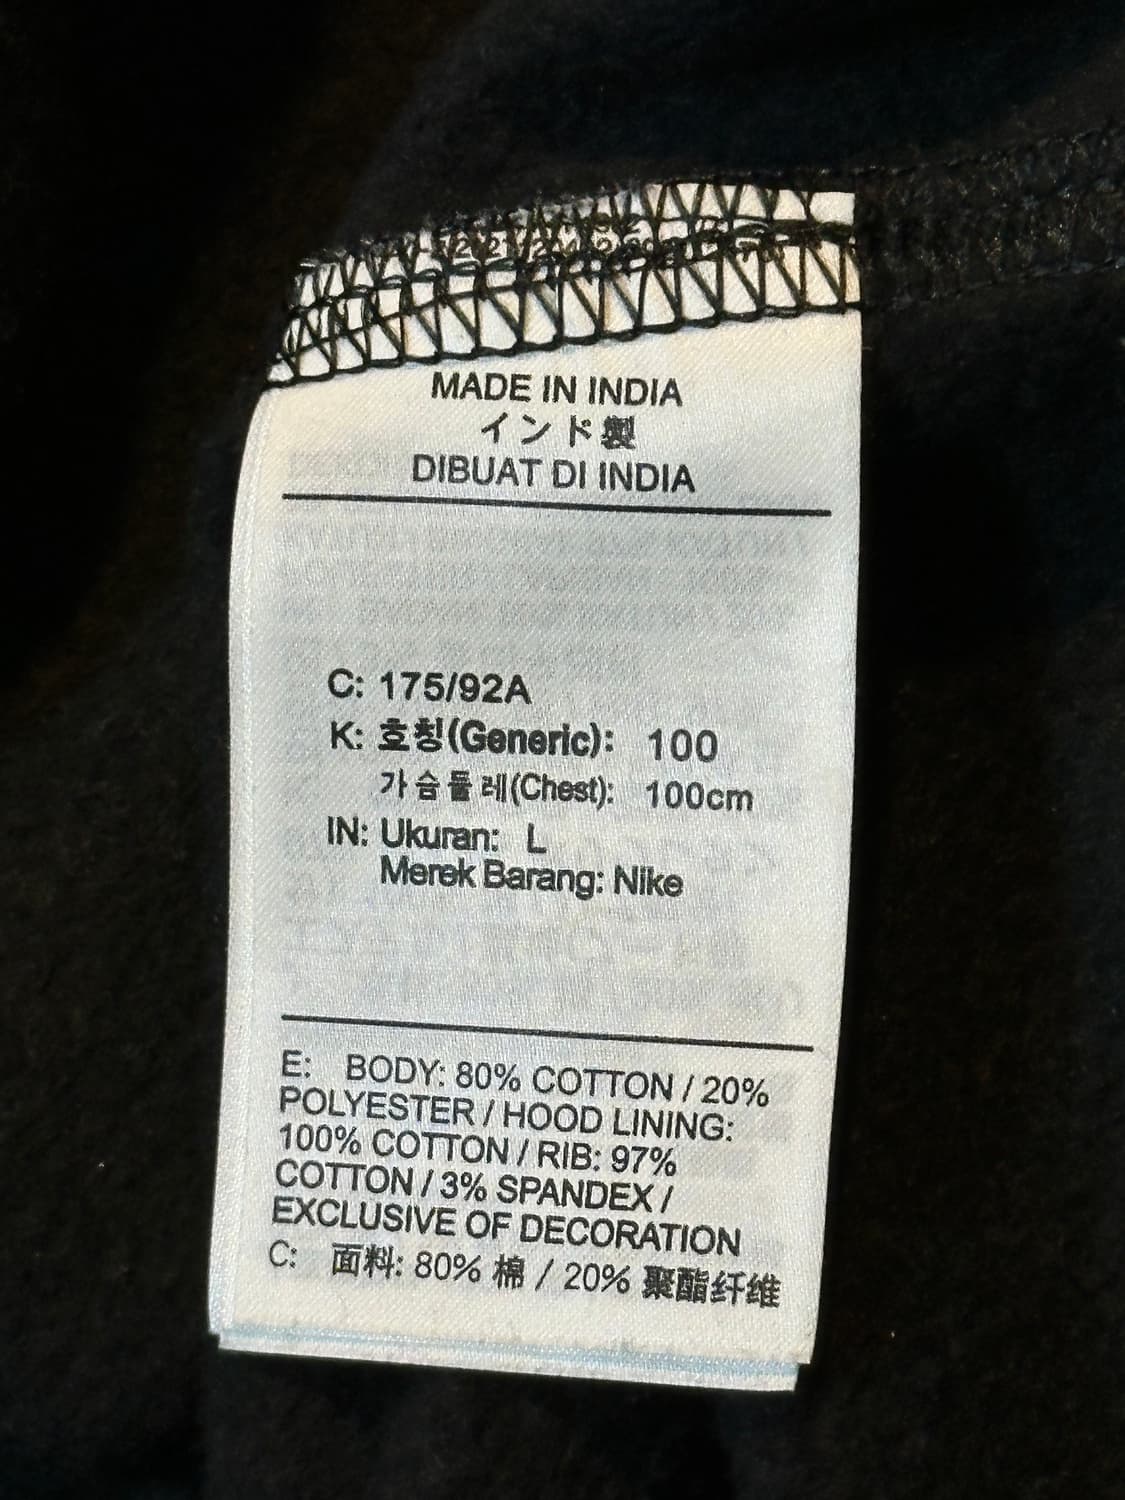 MADE IN INDIA
インド製
DIBUAT DI INDIA
C: 175/92A
K: 호칭(Generic): 100
가슴둘레(Chest): 100cm
IN: Ukuran: L
Merek Barang: Nike
E: BODY: 80% COTTON / 20%
POLYESTER / HOOD LINING:
100% COTTON / RIB: 97%
COTTON / 3% SPANDEX /
EXCLUSIVE OF DECORATION
C: 面料: 80% 棉 / 20% 聚酯纤维